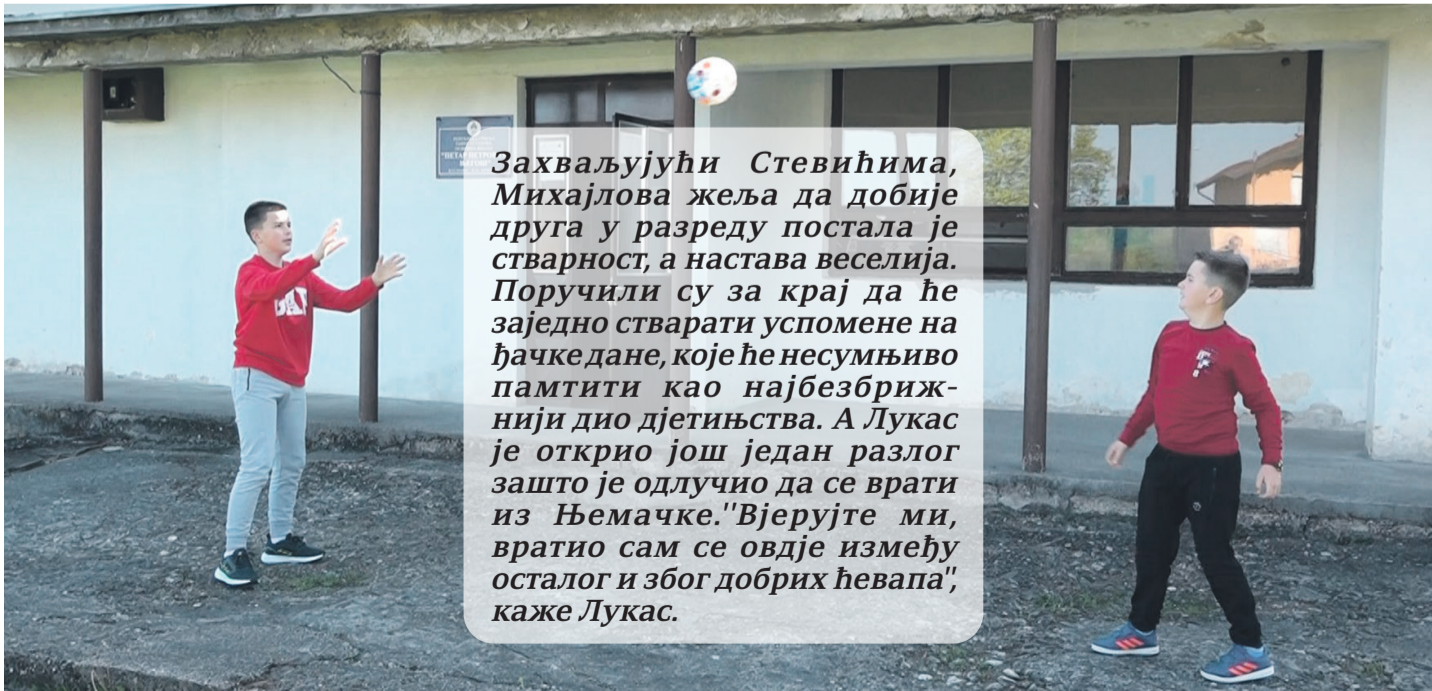 "ПЕТАР ПЕТРО
ЊЕГОШ"
Захваљујући Стевићима,
Михајлова жеља да добије
друга у разреду постала је
стварност, а настава веселија.
Поручили су за крај да ће
заједно стварати успомене на
ђачке дане, које ће несумњиво
памтити као најбезбриж-
нији дио дјетињства. А Лукас
је открио још један разлог
зашто је одлучио да се врати
из Њемачке."Вјерујте ми,
вратио сам се овдје између
осталог и због добрих ћевапа",
каже Лукас.